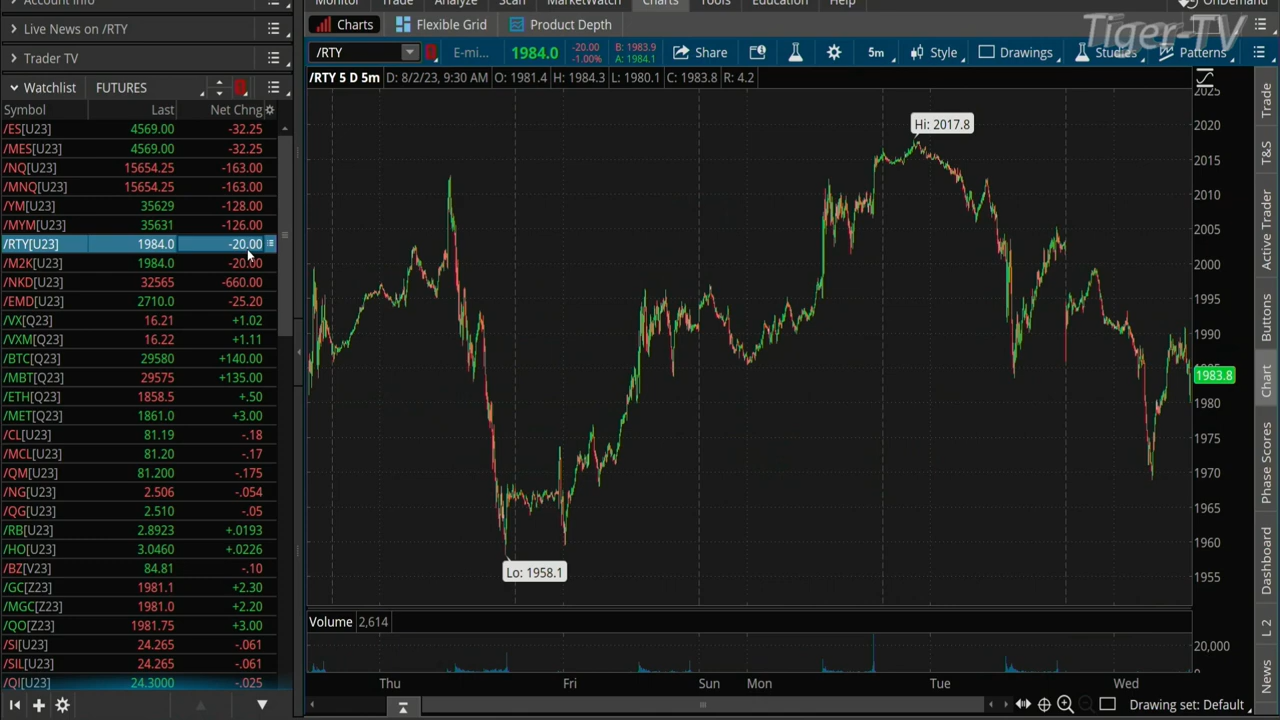 Account Info
Monitor Trade Analyze Scan MarketWatch Charts Tools Education Help
OnDemand
Tiger-TV
Live News on /RTY
Charts Flexible Grid Product Depth
Trader TV
/RTY E-mi... 1984.0 -20.00 -1.00% B: 1983.9 A: 1984.1 Share 5m Style Drawings Studies Patterns
Watchlist FUTURES
/RTY 5 D 5m D: 8/2/23, 9:30 AM O: 1981.4 H: 1984.3 L: 1980.1 C: 1983.8 R: 4.2
Symbol Last Net Chng
/ES[U23] 4569.00 -32.25
/MES[U23] 4569.00 -32.25
/NQ[U23] 15654.25 -163.00
/MNQ[U23] 15654.25 -163.00
/YM[U23] 35629 -128.00
/MYM[U23] 35631 -126.00
/RTY[U23] 1984.0 -20.00
/M2K[U23] 1984.0 -20.00
/NKD[U23] 32565 -660.00
/EMD[U23] 2710.0 -25.20
/VX[Q23] 16.21 +1.02
/VXM[Q23] 16.22 +1.11
/BTC[Q23] 29580 +140.00
/MBT[Q23] 29575 +135.00
/ETH[Q23] 1858.5 +.50
/MET[Q23] 1861.0 +3.00
/CL[U23] 81.19 -.18
/MCL[U23] 81.20 -.17
/QM[U23] 81.200 -.175
/NG[U23] 2.506 -.054
/QG[U23] 2.510 -.05
/RB[U23] 2.8923 +.0193
/HO[U23] 3.0460 +.0226
/BZ[V23] 84.81 -.10
/GC[Z23] 1981.1 +2.30
/MGC[Z23] 1981.0 +2.20
/QO[Z23] 1981.75 +3.00
/SI[U23] 24.265 -.061
/SIL[U23] 24.265 -.061
/QI[U23] 24.3000 -.025
Hi: 2017.8
Lo: 1958.1
2025
2020
2015
2010
2005
2000
1995
1990
1985
1983.8
1980
1975
1970
1965
1960
1955
Volume 2,614
20,000
0
Thu Fri Sun Mon Tue Wed
Drawing set: Default
Trade
T&S
Active Trader
Buttons
Chart
Phase Scores
Dashboard
L 2
News